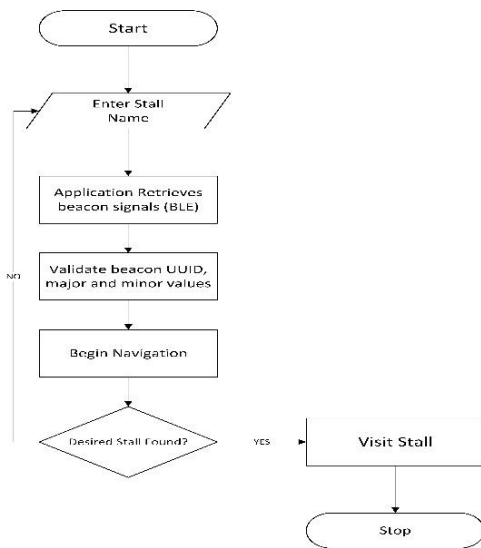 Start
Enter Stall
Name
Application Retrieves
beacon signals (BLE)
Validate beacon UUID,
major and minor values
Begin Navigation
NO
Desired Stall Found?
YES
Visit Stall
Stop